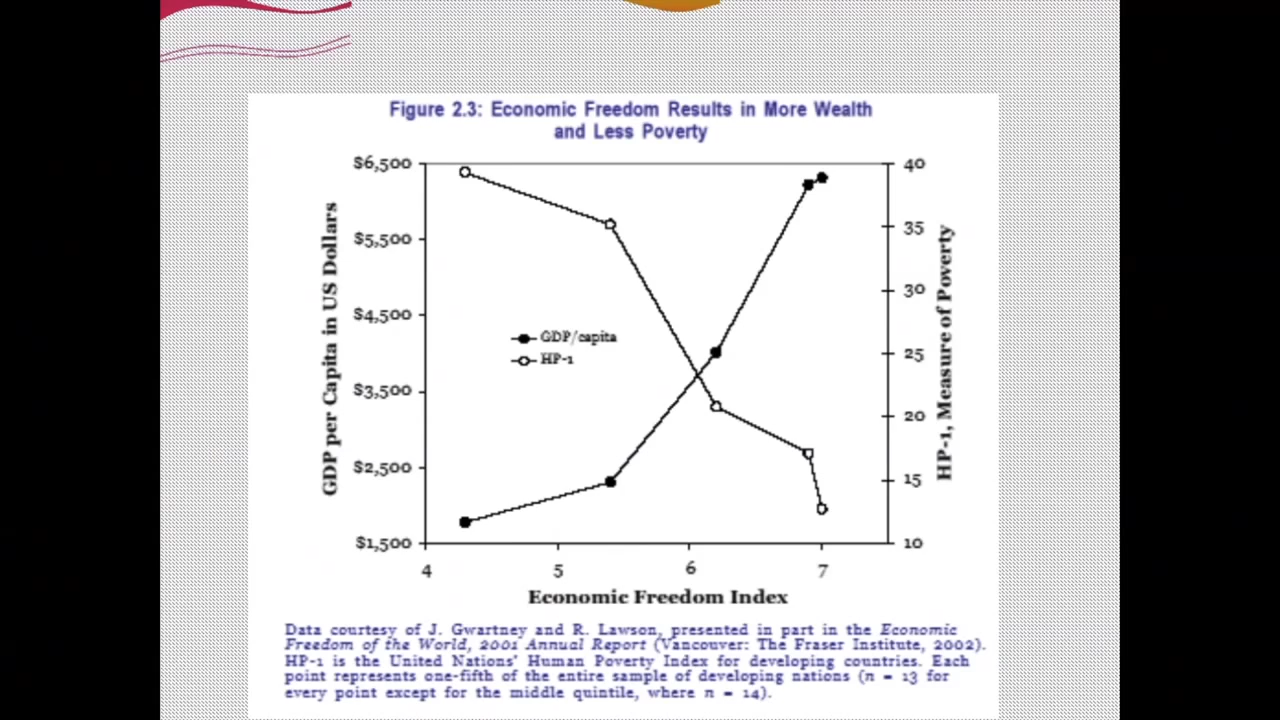 Figure 2.3: Economic Freedom Results in More Wealth
and Less Poverty
$6,500
$5,500
$4,500
$3,500
$2,500
$1,500
GDP per Capita in US Dollars
40
35
30
25
20
15
10
HP-1, Measure of Poverty
GDP/capita
HP-1
4 5 6 7
Economic Freedom Index
Data courtesy of J. Gwartney and R. Lawson, presented in part in the Economic
Freedom of the World, 2001 Annual Report (Vancouver: The Fraser Institute, 2002).
HP-1 is the United Nations' Human Poverty Index for developing countries. Each
point represents one-fifth of the entire sample of developing nations (n = 13 for
every point except for the middle quintile, where n = 14).